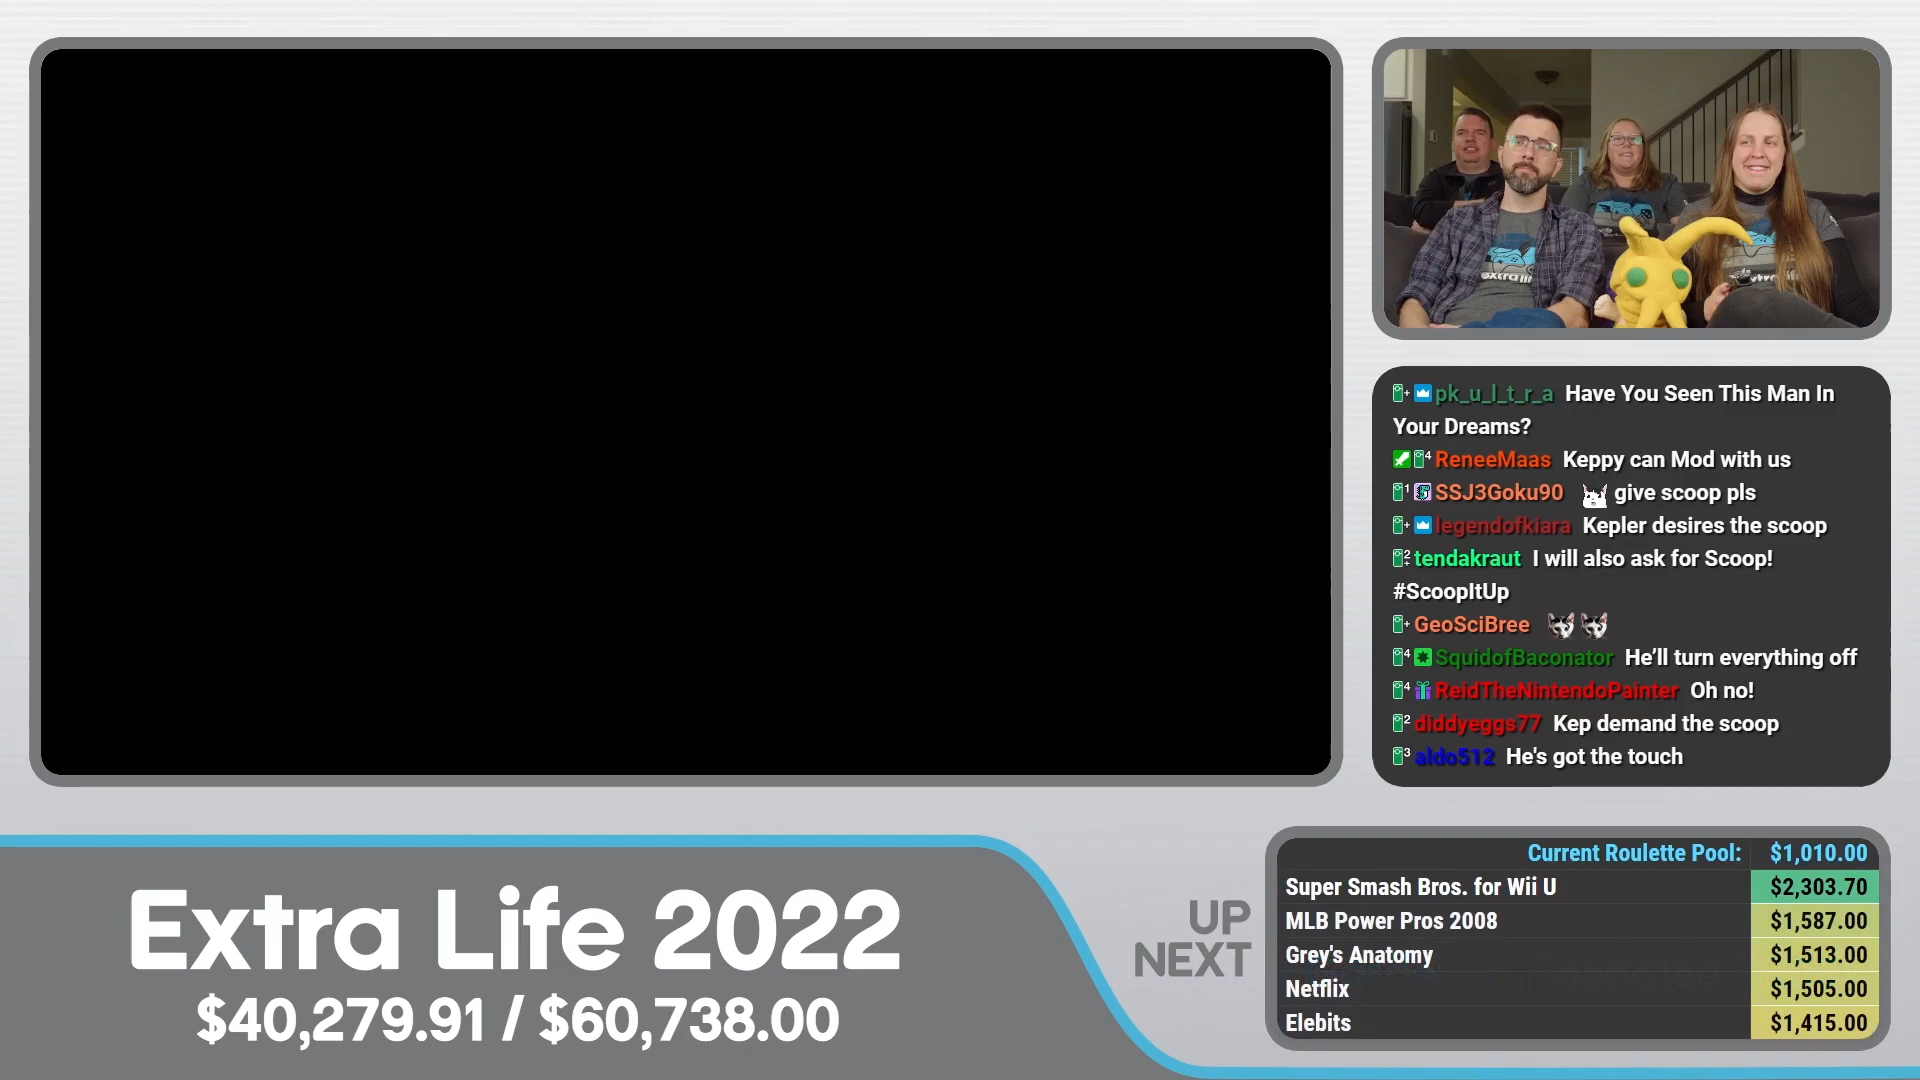 pk_u_l_t_r_a Have You Seen This Man In
Your Dreams?
ReneeMaas Keppy can Mod with us
SSJ3Goku90 give scoop pls
legendofkiara Kepler desires the scoop
tendakraut I will also ask for Scoop!
#ScoopItUp
GeoSciBree
SquidofBaconator He'll turn everything off
ReidTheNintendoPainter Oh no!
diddyeggs77 Kep demand the scoop
aldo512 He's got the touch
Extra Life 2022
$40,279.91 / $60,738.00
UP
NEXT
Current Roulette Pool: $1,010.00
Super Smash Bros. for Wii U $2,303.70
MLB Power Pros 2008 $1,587.00
Grey's Anatomy $1,513.00
Netflix $1,505.00
Elebits $1,415.00